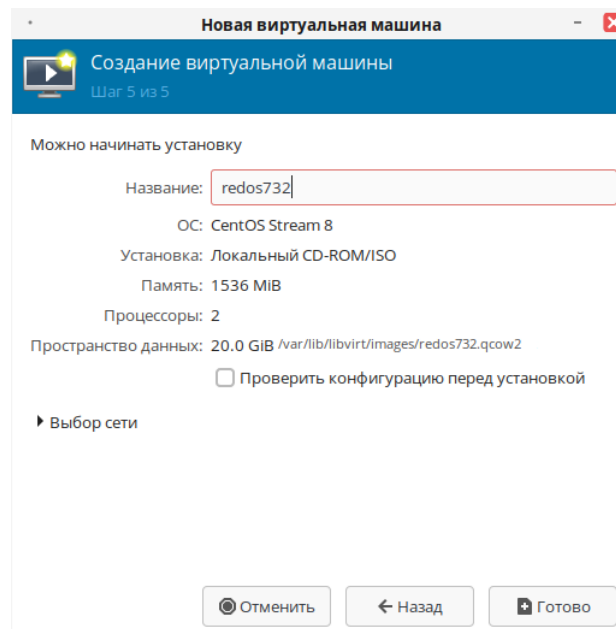 Новая виртуальная машина
Создание виртуальной машины
Шаг 5 из 5
Можно начинать установку
Название: redos732
ОС: CentOS Stream 8
Установка: Локальный CD-ROM/ISO
Память: 1536 MiB
Процессоры: 2
Пространство данных: 20.0 GiB /var/lib/libvirt/images/redos732.qcow2
Проверить конфигурацию перед установкой
Выбор сети
Отменить Назад Готово